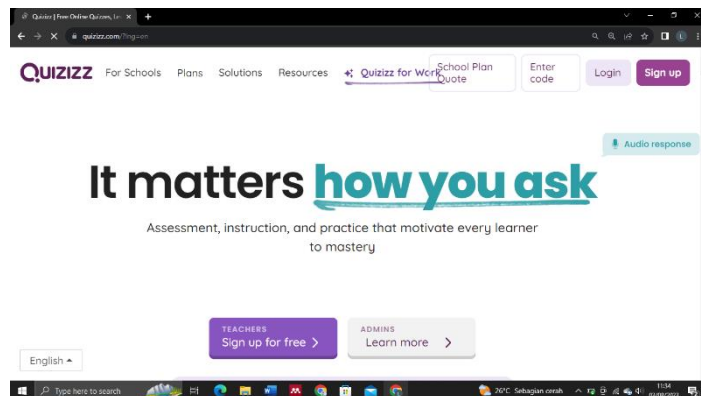 Quizizz | Free Online Quizzes, Les
quizizz.com/?lng=en
QUIZIZZ
For Schools Plans Solutions Resources Quizizz for Work
School Plan Quote
Enter code
Login
Sign up
Audio response
It matters how you ask
Assessment, instruction, and practice that motivate every learner
to mastery
TEACHERS
Sign up for free >
ADMINS
Learn more >
English
Type here to search
26°C Sebagian cerah
11:34